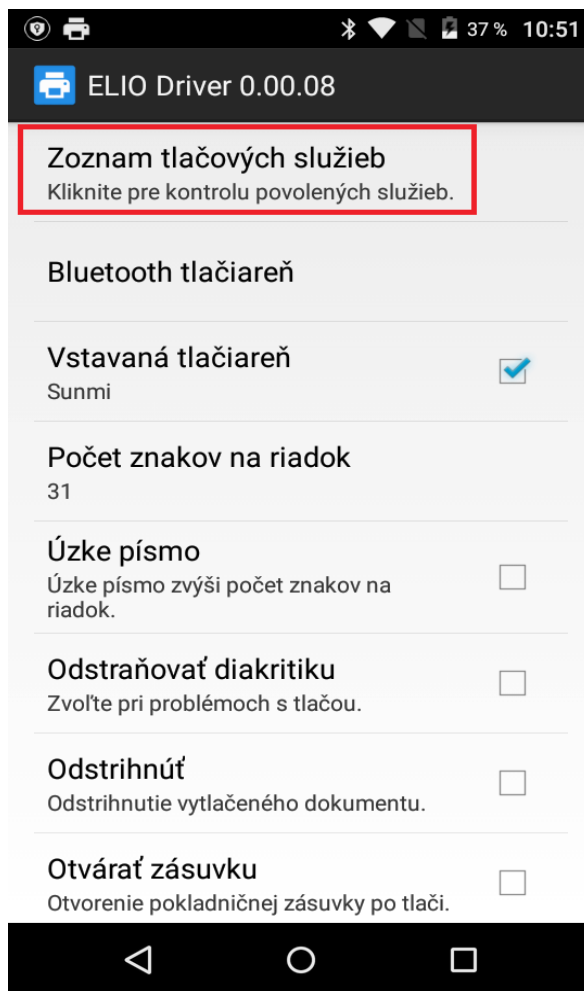 37 % 10:51
ELIO Driver 0.00.08
Zoznam tlačových služieb
Kliknite pre kontrolu povolených služieb.
Bluetooth tlačiareň
Vstavaná tlačiareň
Sunmi
Počet znakov na riadok
31
Úzke písmo
Úzke písmo zvýši počet znakov na
riadok.
Odstraňovať diakritiku
Zvoľte pri problémoch s tlačou.
Odstrihnúť
Odstrihnutie vytlačeného dokumentu.
Otvárať zásuvku
Otvorenie pokladničnej zásuvky po tlači.